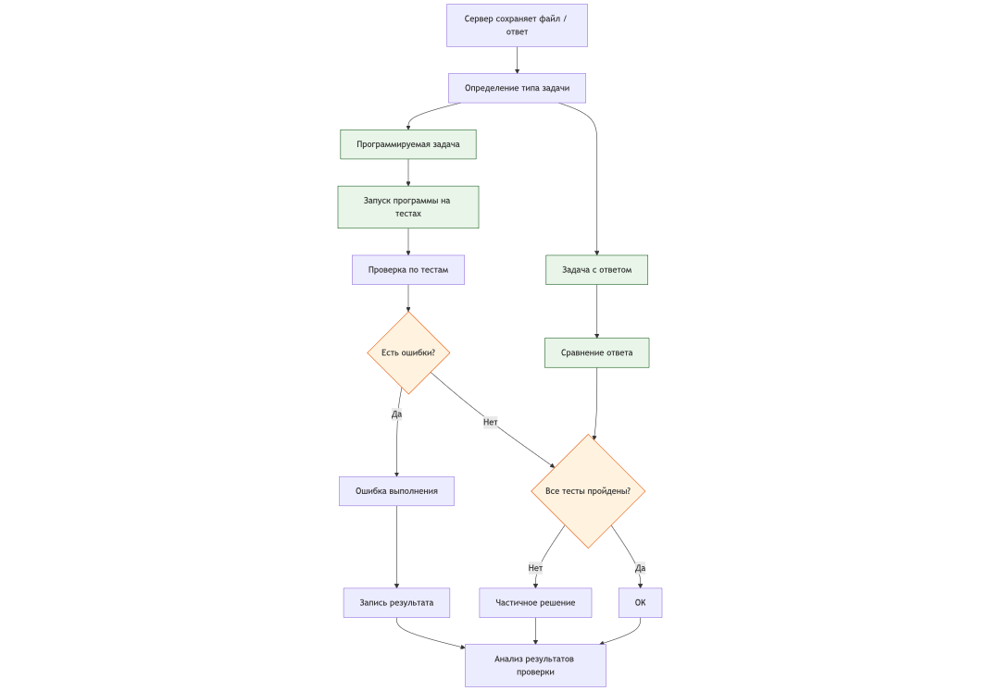 Сервер сохраняет файл /
ответ
Определение типа задачи
Программируемая задача
Запуск программы на
тестах
Проверка по тестам
Задача с ответом
Есть ошибки?
Сравнение ответа
Да
Нет
Ошибка выполнения
Все тесты пройдены?
Нет
Да
Запись результата
Частичное решение
OK
Анализ результатов
проверки